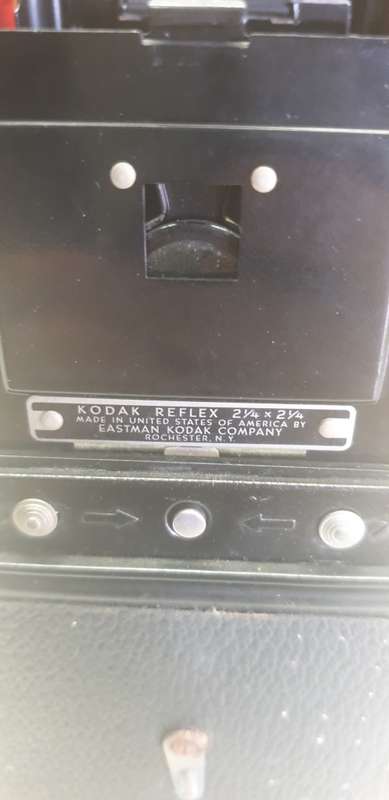 KODAK REFLEX 2¼ x 2¼
MADE IN UNITED STATES OF AMERICA BY
EASTMAN KODAK COMPANY
ROCHESTER, N.Y.